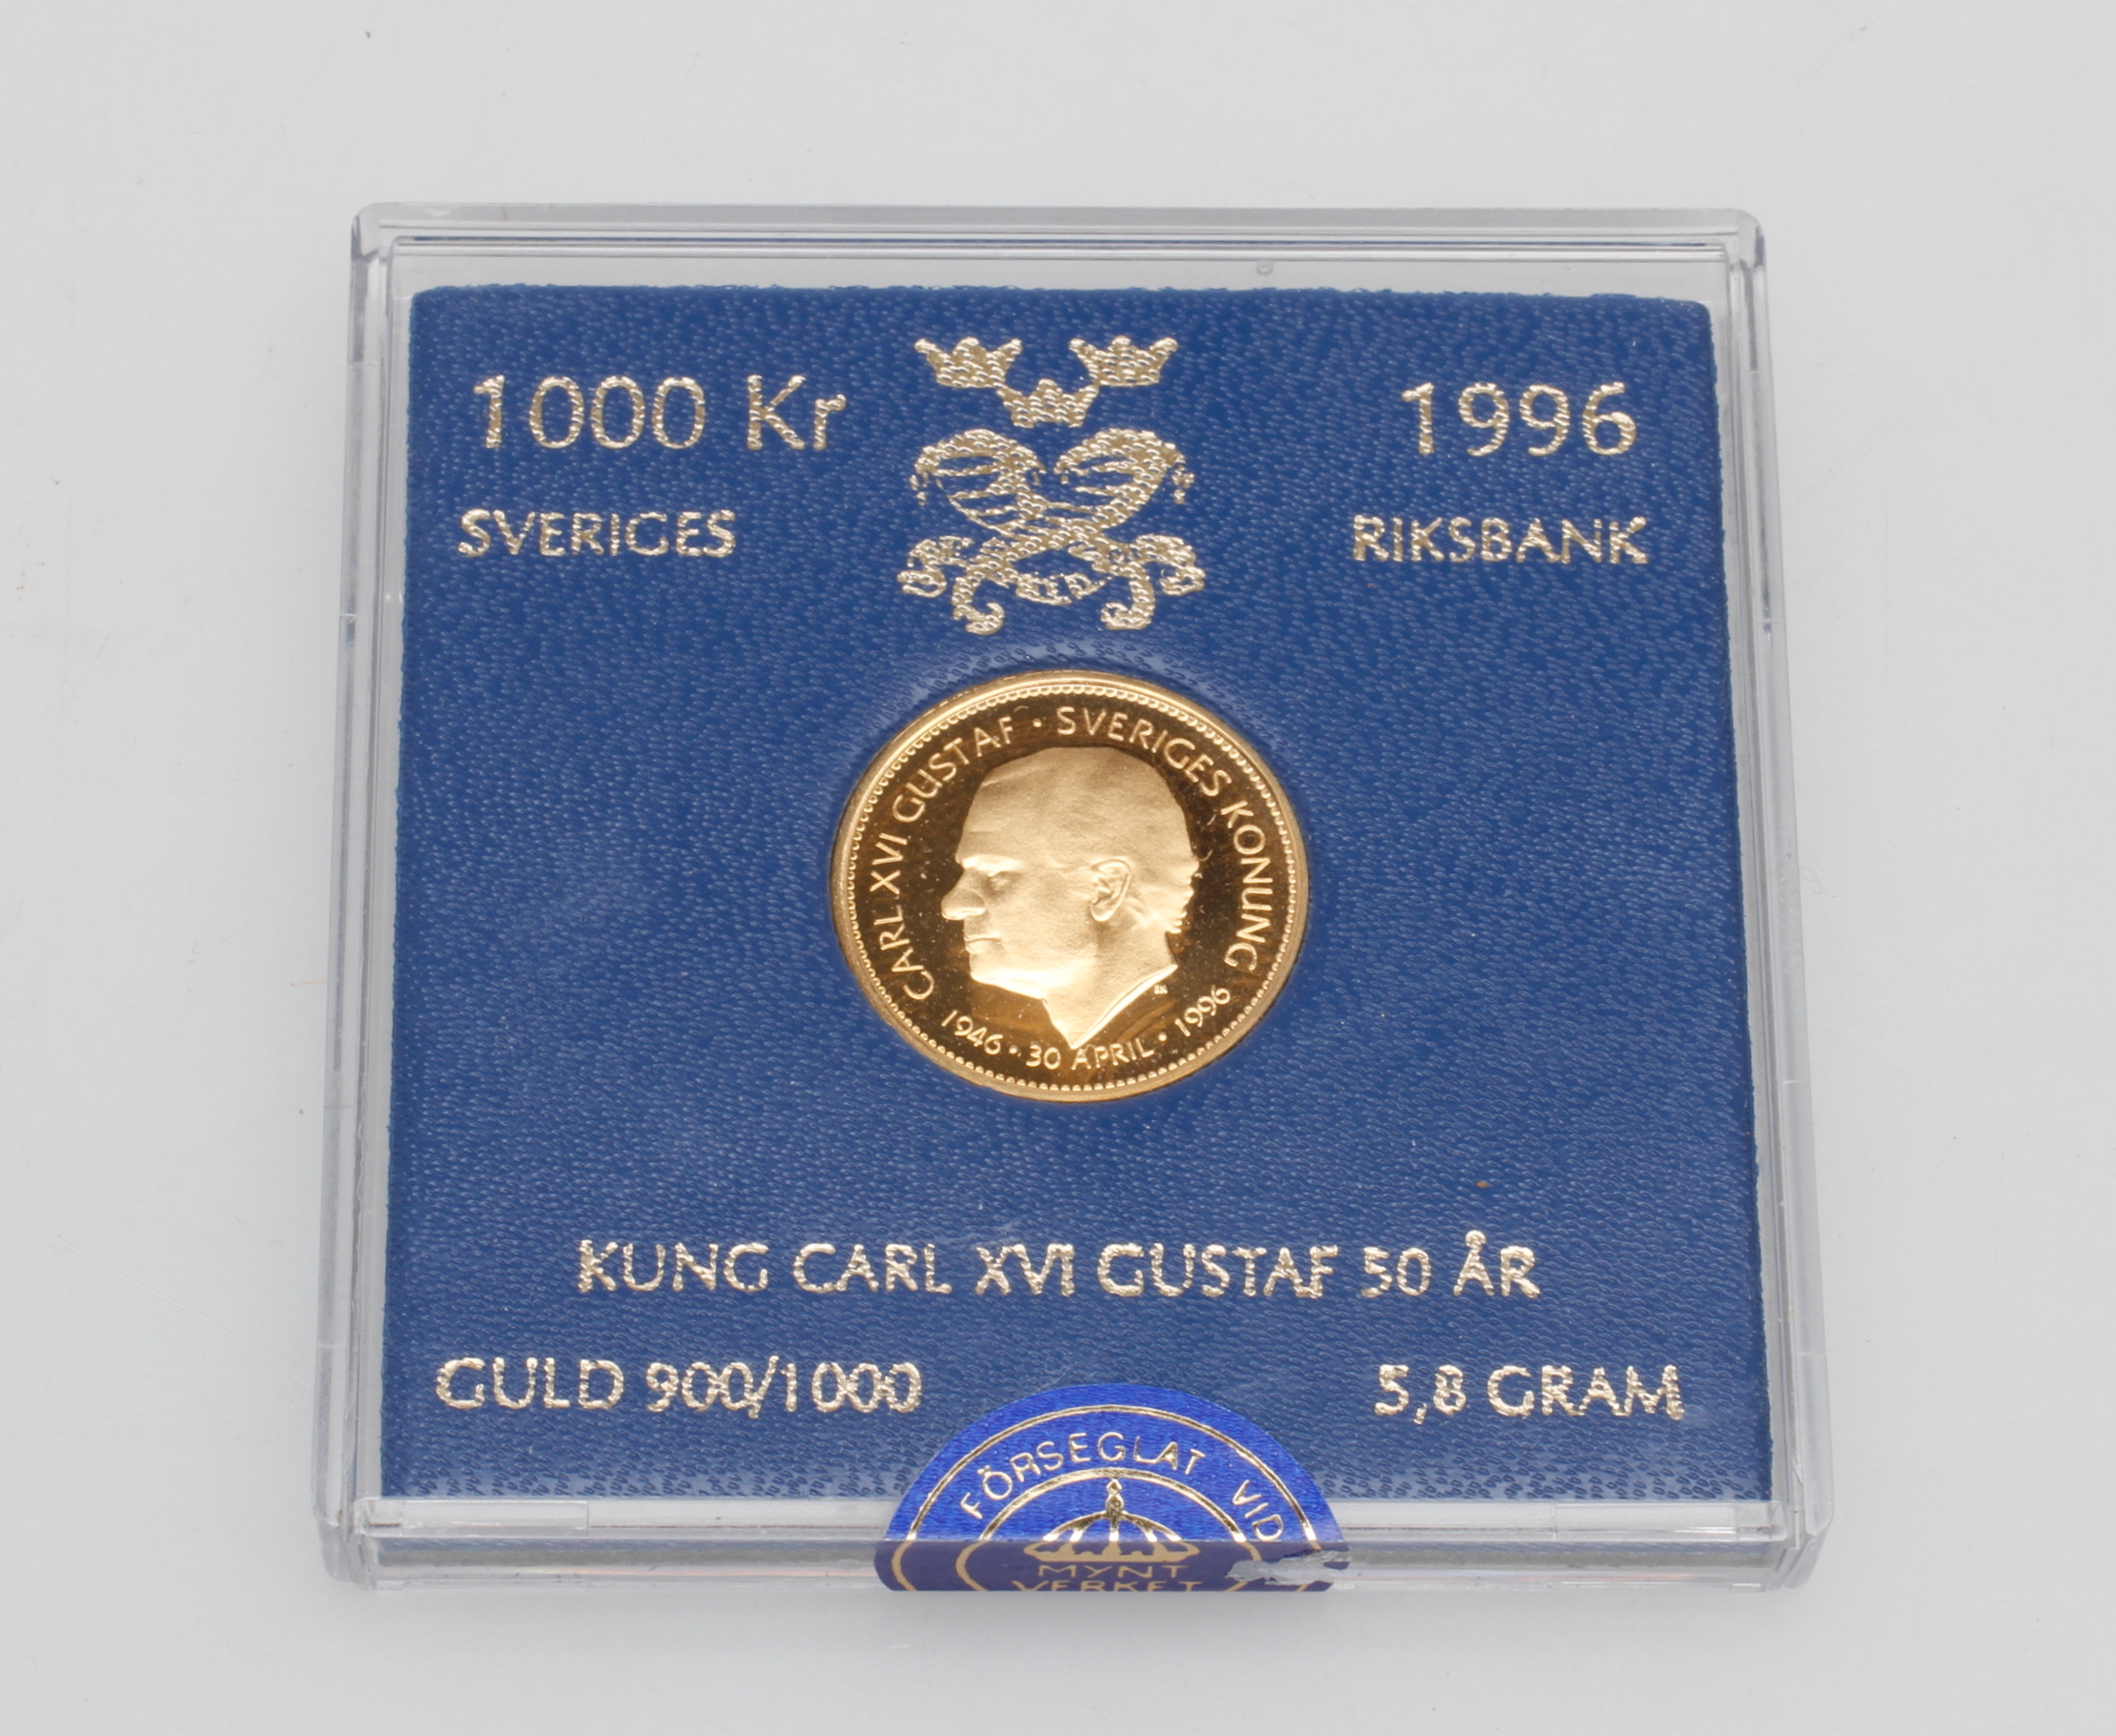 1000 Kr 1996
SVERIGES RIKSBANK
CARL XVI GUSTAF · SVERIGES KONUNG
1946 · 30 APRIL · 1996
KUNG CARL XVI GUSTAF 50 ÅR
GULD 900/1000 5,8 GRAM
FÖRSEGLAT VID
MYNT
VERKET